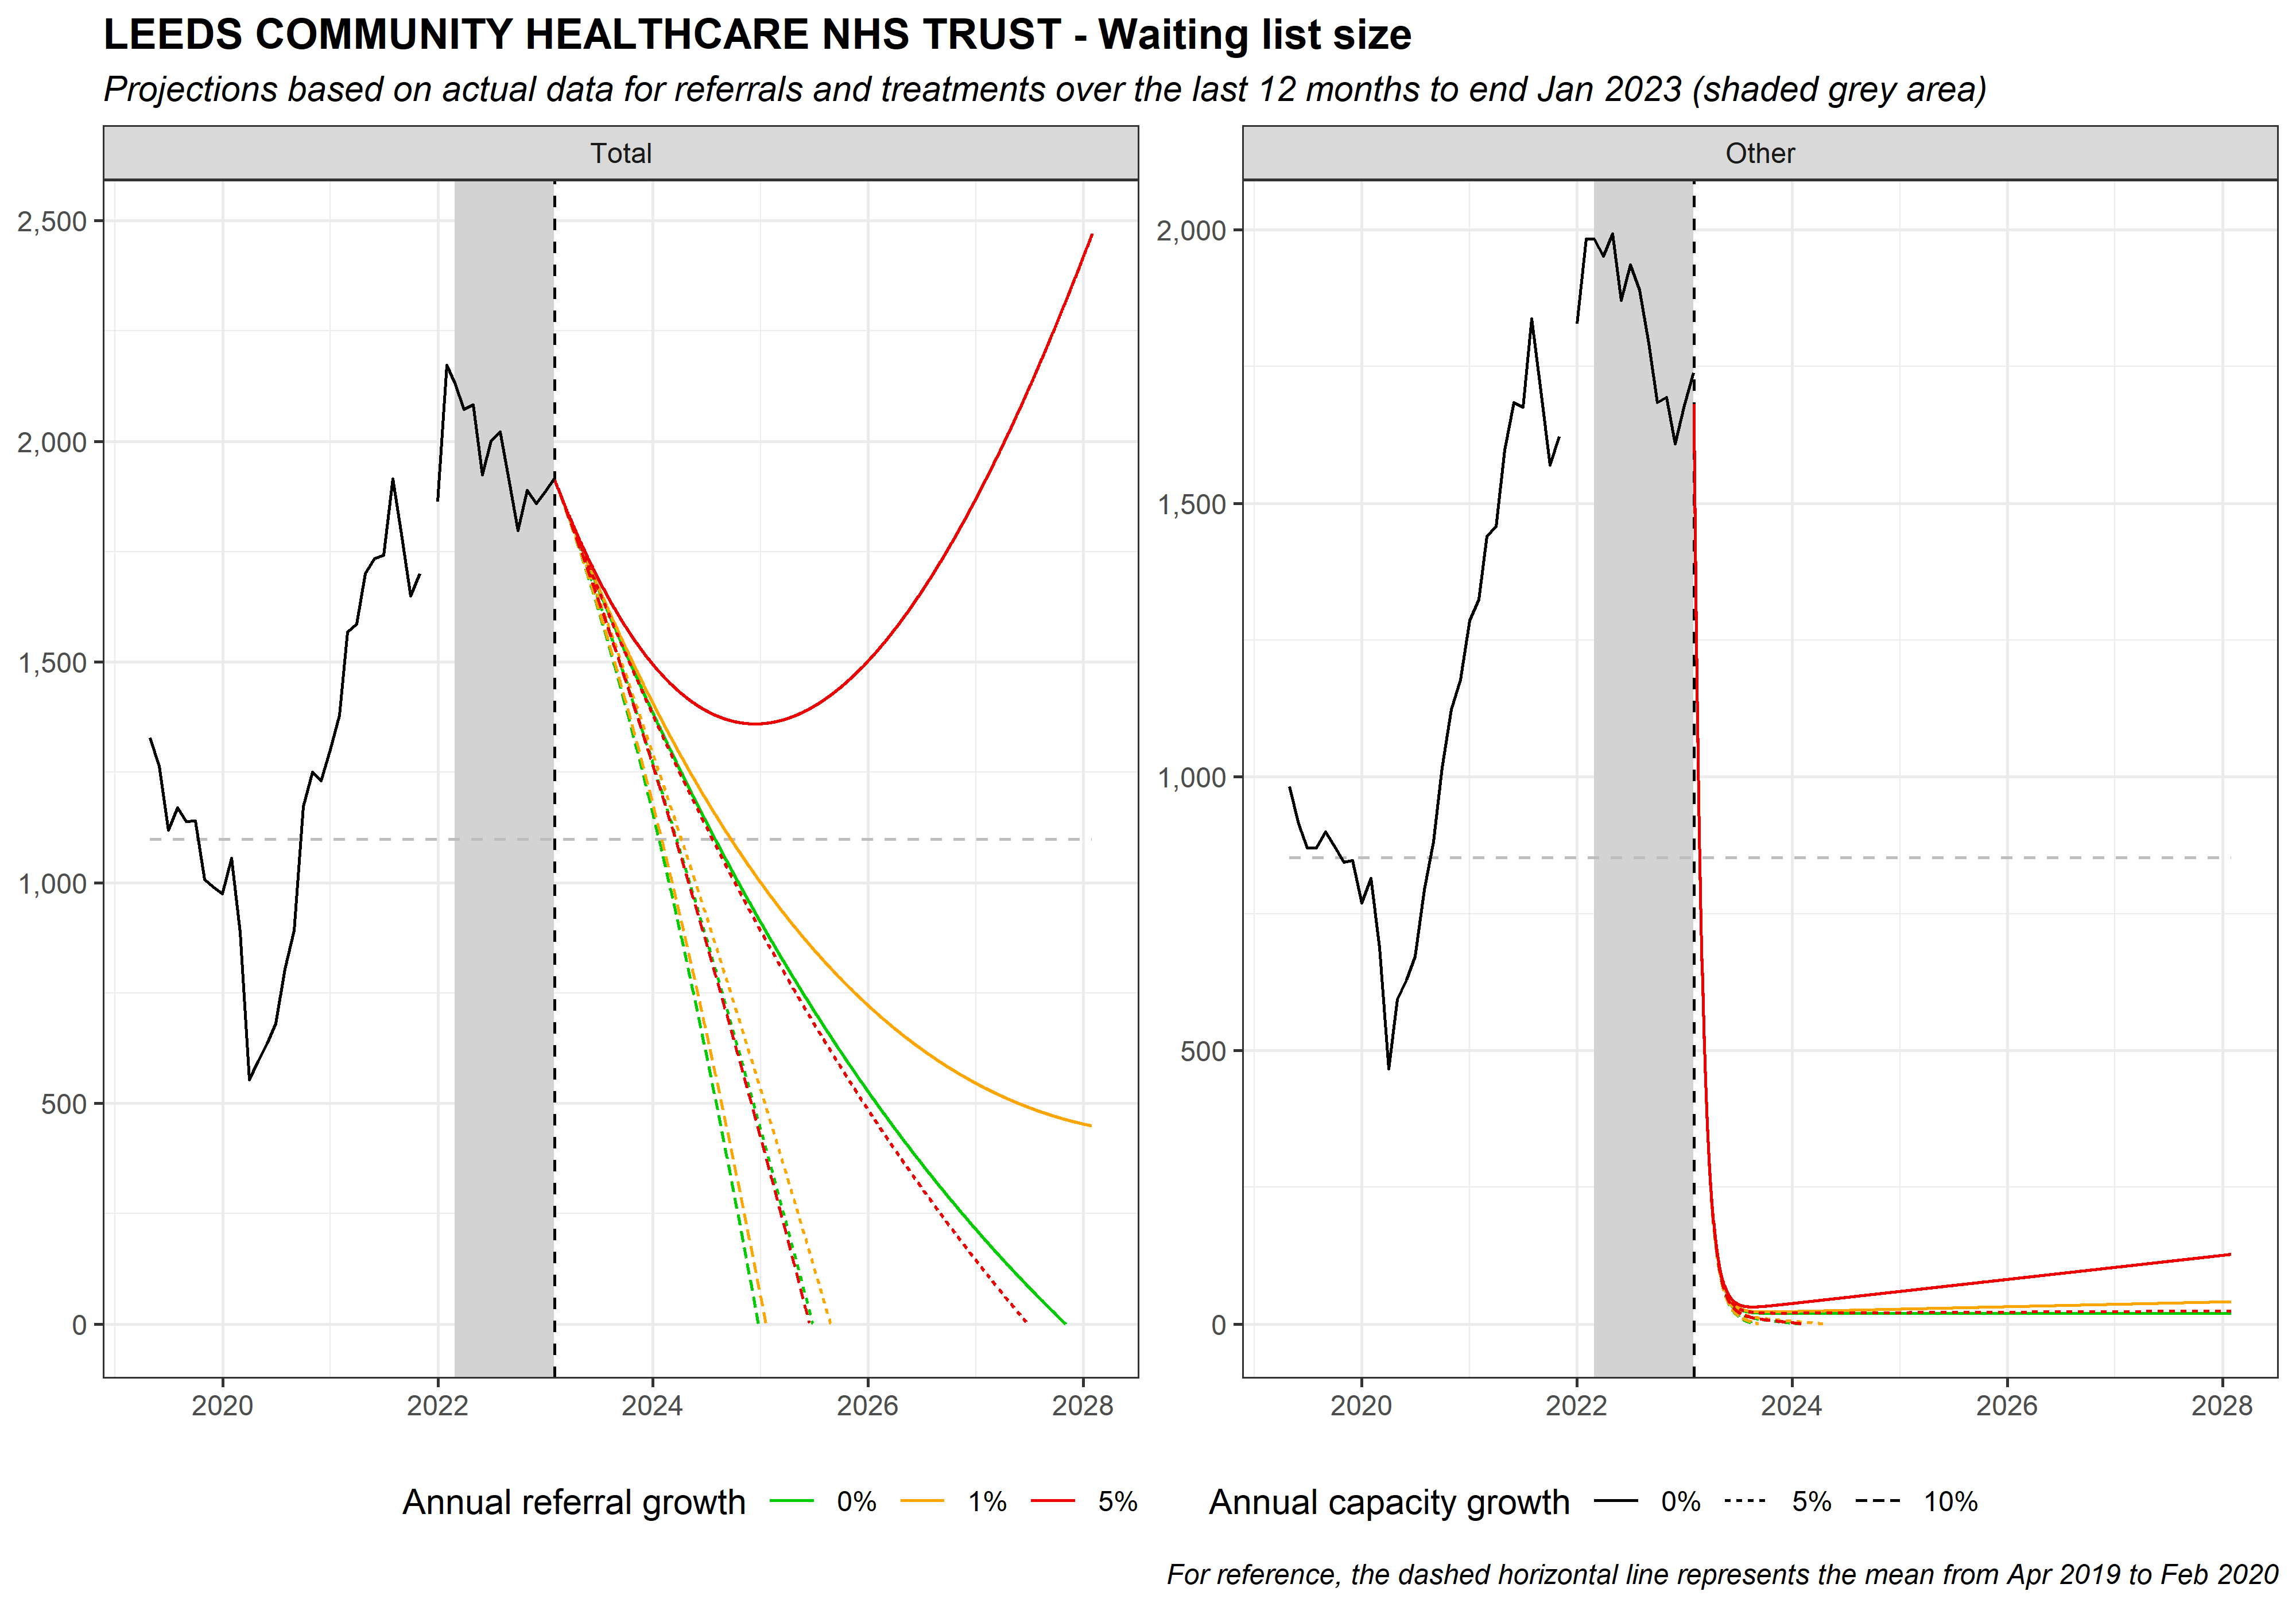 LEEDS COMMUNITY HEALTHCARE NHS TRUST - Waiting list size
Projections based on actual data for referrals and treatments over the last 12 months to end Jan 2023 (shaded grey area)
Total
2,500
2,000
1,500
1,000
500
0
2020 2022 2024 2026 2028
Other
2,000
1,500
1,000
500
0
2020 2022 2024 2026 2028
Annual referral growth 0% 1% 5%
Annual capacity growth 0% 5% 10%
For reference, the dashed horizontal line represents the mean from Apr 2019 to Feb 2020